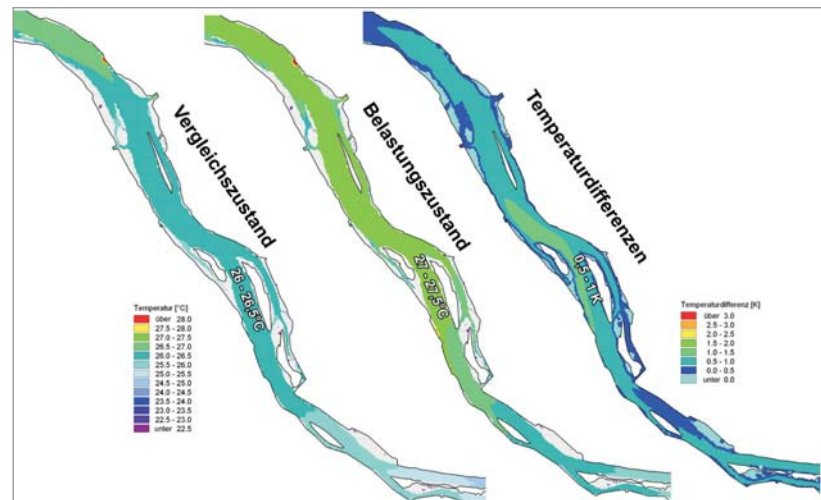 Vergleichszustand
Belastungszustand
Temperaturdifferenzen
26 - 26,5°C
27 - 27,5°C
0,5 - 1 K
Temperatur [°C]
über 28.0
27.5 - 28.0
27.0 - 27.5
26.5 - 27.0
26.0 - 26.5
25.5 - 26.0
25.0 - 25.5
24.5 - 25.0
24.0 - 24.5
23.5 - 24.0
23.0 - 23.5
22.5 - 23.0
unter 22.5
Temperaturdifferenz [K]
über 3.0
2.5 - 3.0
2.0 - 2.5
1.5 - 2.0
1.0 - 1.5
0.5 - 1.0
0.0 - 0.5
unter 0.0